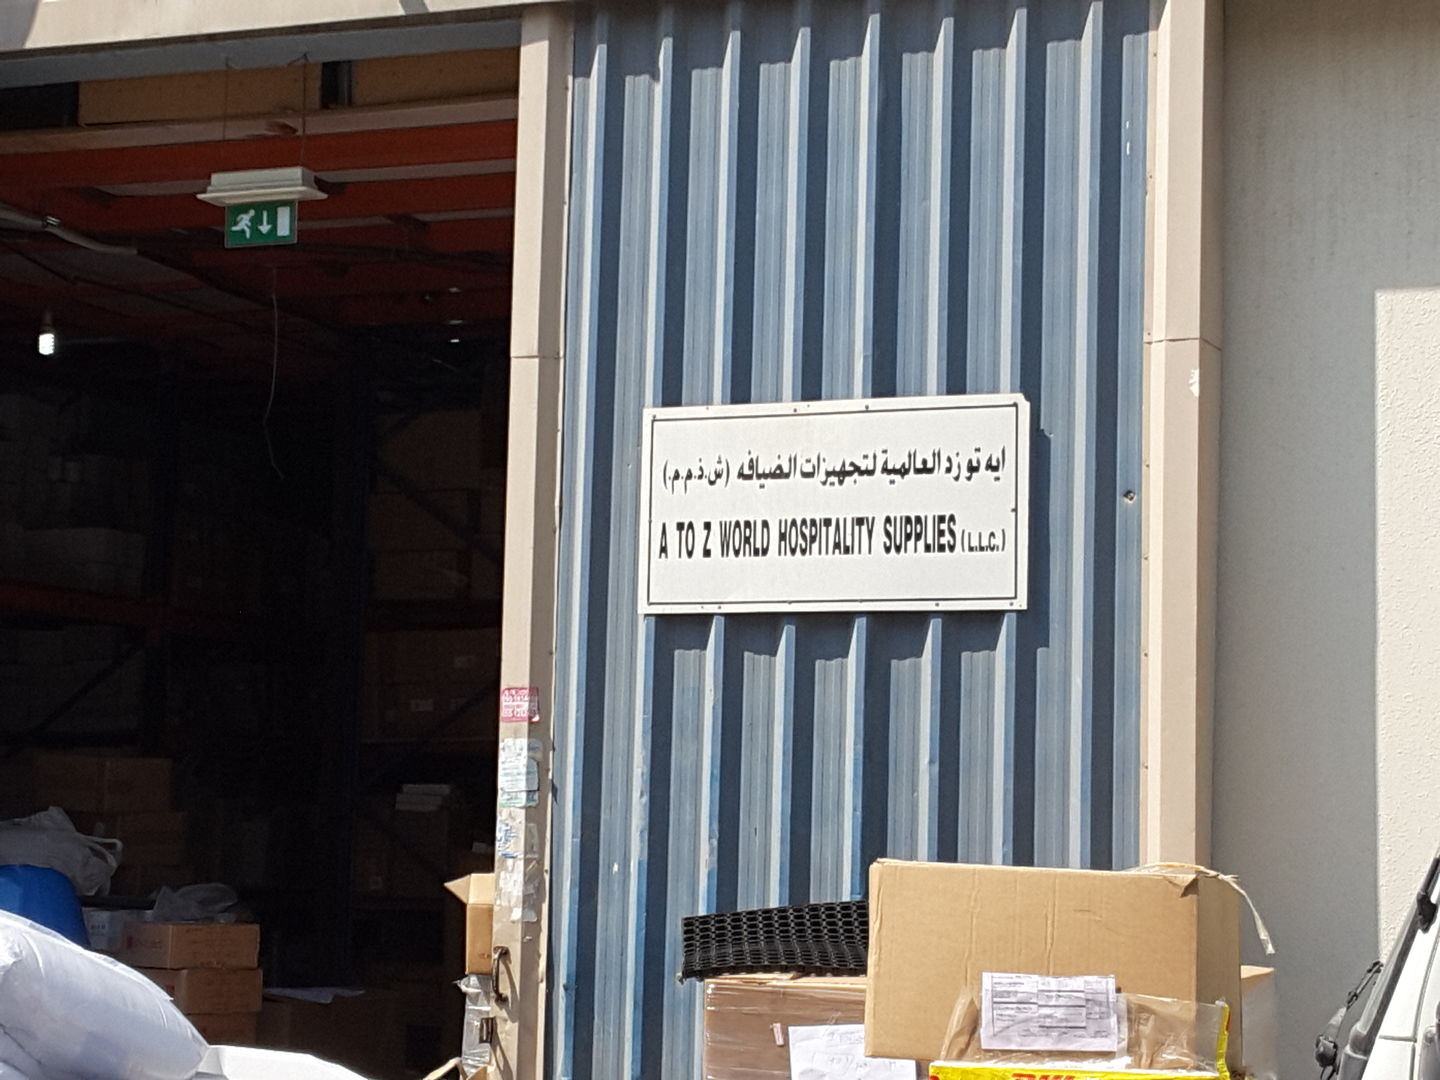 ايه تو زد العالمية لتجهيزات الضيافه (ش.ذ.م.م.)
A TO Z WORLD HOSPITALITY SUPPLIES (L.L.C.)